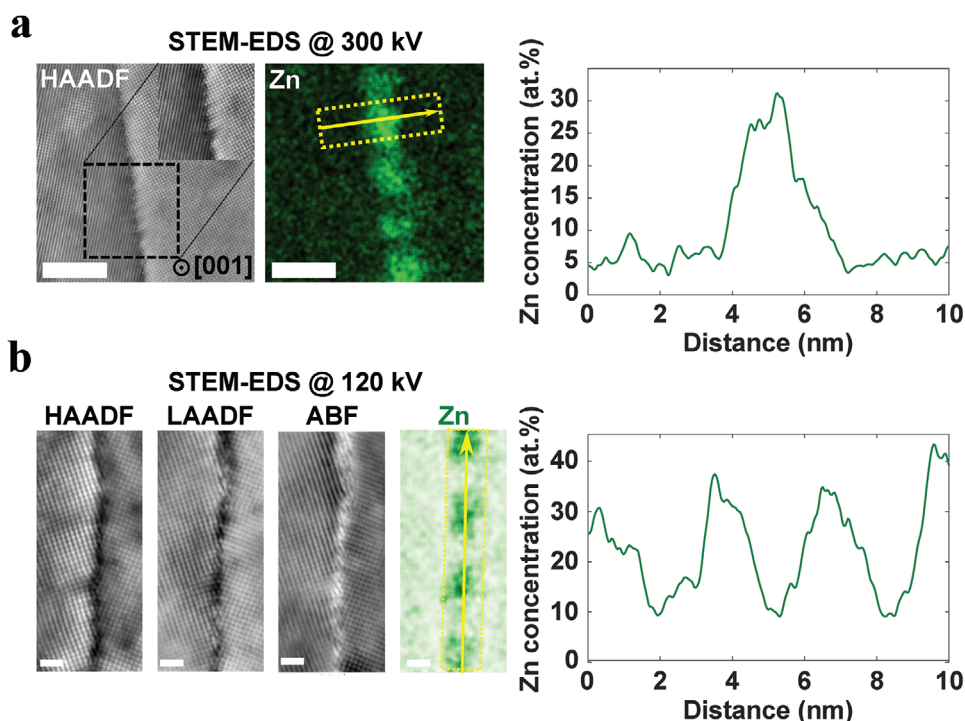 a
STEM-EDS @ 300 kV
HAADF
Zn
[001]
Zn concentration (at.%)
30
25
20
15
10
5
0
0 2 4 6 8 10
Distance (nm)
b
STEM-EDS @ 120 kV
HAADF LAADF ABF Zn
Zn concentration (at.%)
40
30
20
10
0
0 2 4 6 8 10
Distance (nm)